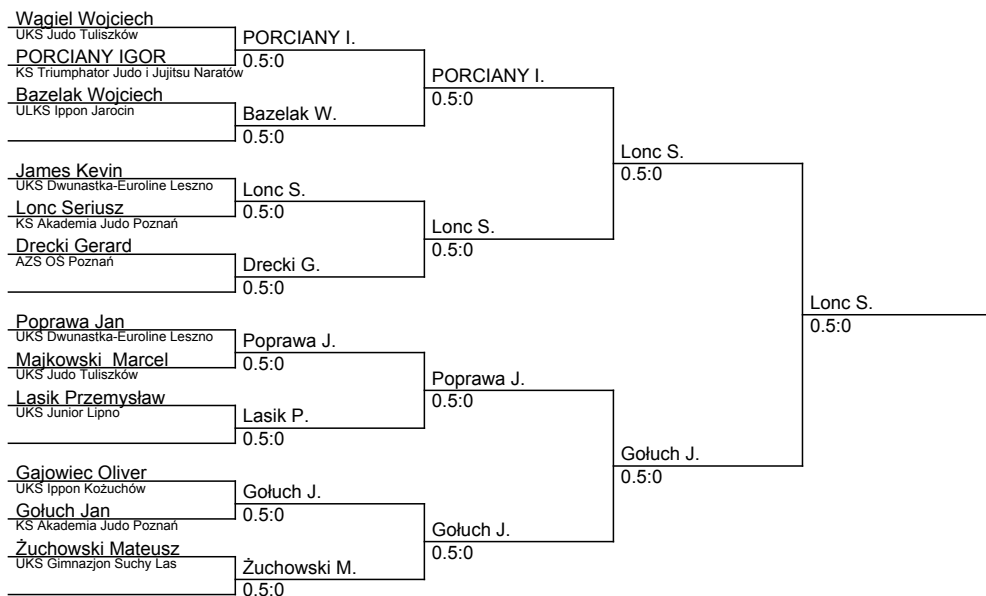 Wągiel Wojciech
UKS Judo Tuliszków
PORCIANY I.
PORCIANY IGOR
0.5:0
KS Triumphator Judo i Jujitsu Naratów
PORCIANY I.
Bazelak Wojciech
0.5:0
ULKS Ippon Jarocin
Bazelak W.
0.5:0
Lonc S.
James Kevin
0.5:0
UKS Dwunastka-Euroline Leszno
Lonc S.
Lonc Seriusz
0.5:0
KS Akademia Judo Poznań
Lonc S.
Drecki Gerard
0.5:0
AZS OŚ Poznań
Drecki G.
0.5:0
Lonc S.
0.5:0
Poprawa Jan
UKS Dwunastka-Euroline Leszno
Poprawa J.
Majkowski  Marcel
0.5:0
UKS Judo Tuliszków
Poprawa J.
Lasik Przemysław
0.5:0
UKS Junior Lipno
Lasik P.
0.5:0
Gołuch J.
Gajowiec Oliver
0.5:0
UKS Ippon Kożuchów
Gołuch J.
Gołuch Jan
0.5:0
KS Akademia Judo Poznań
Gołuch J.
Żuchowski Mateusz
0.5:0
UKS Gimnazjon Suchy Las
Żuchowski M.
0.5:0